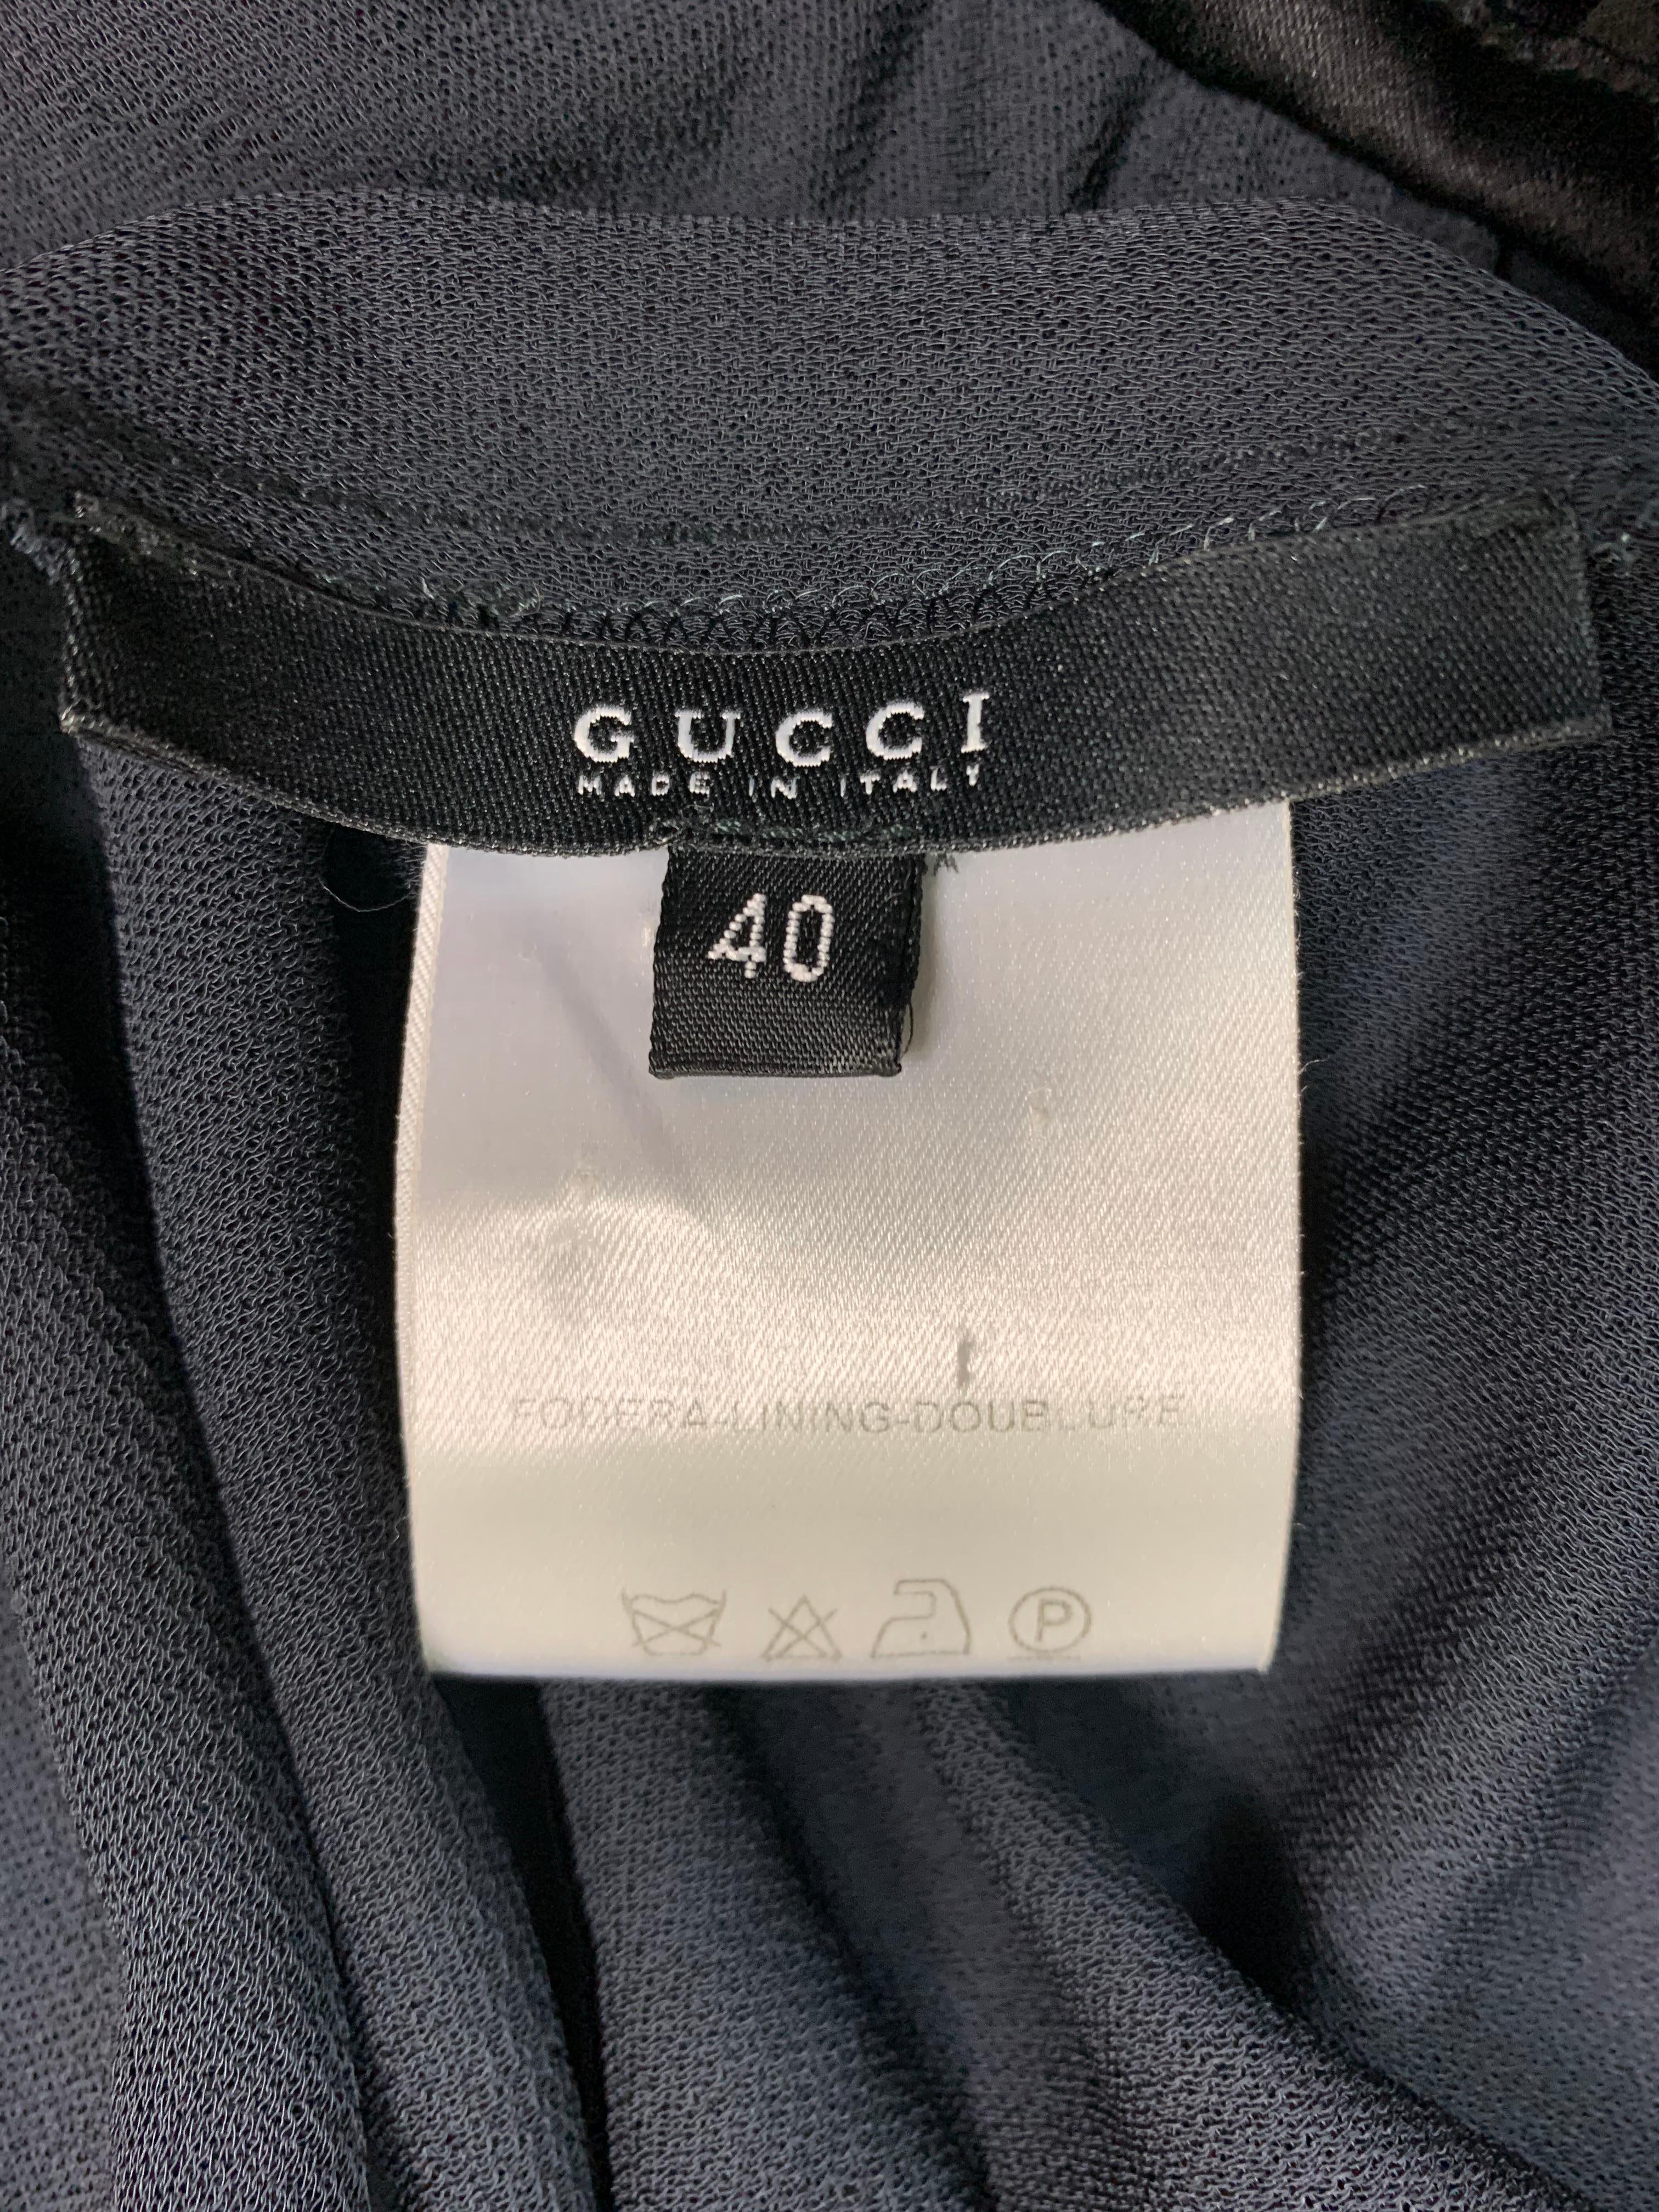 GUCCI
MADE IN ITALY
40
FODERA-LINING-DOUBLURE
P